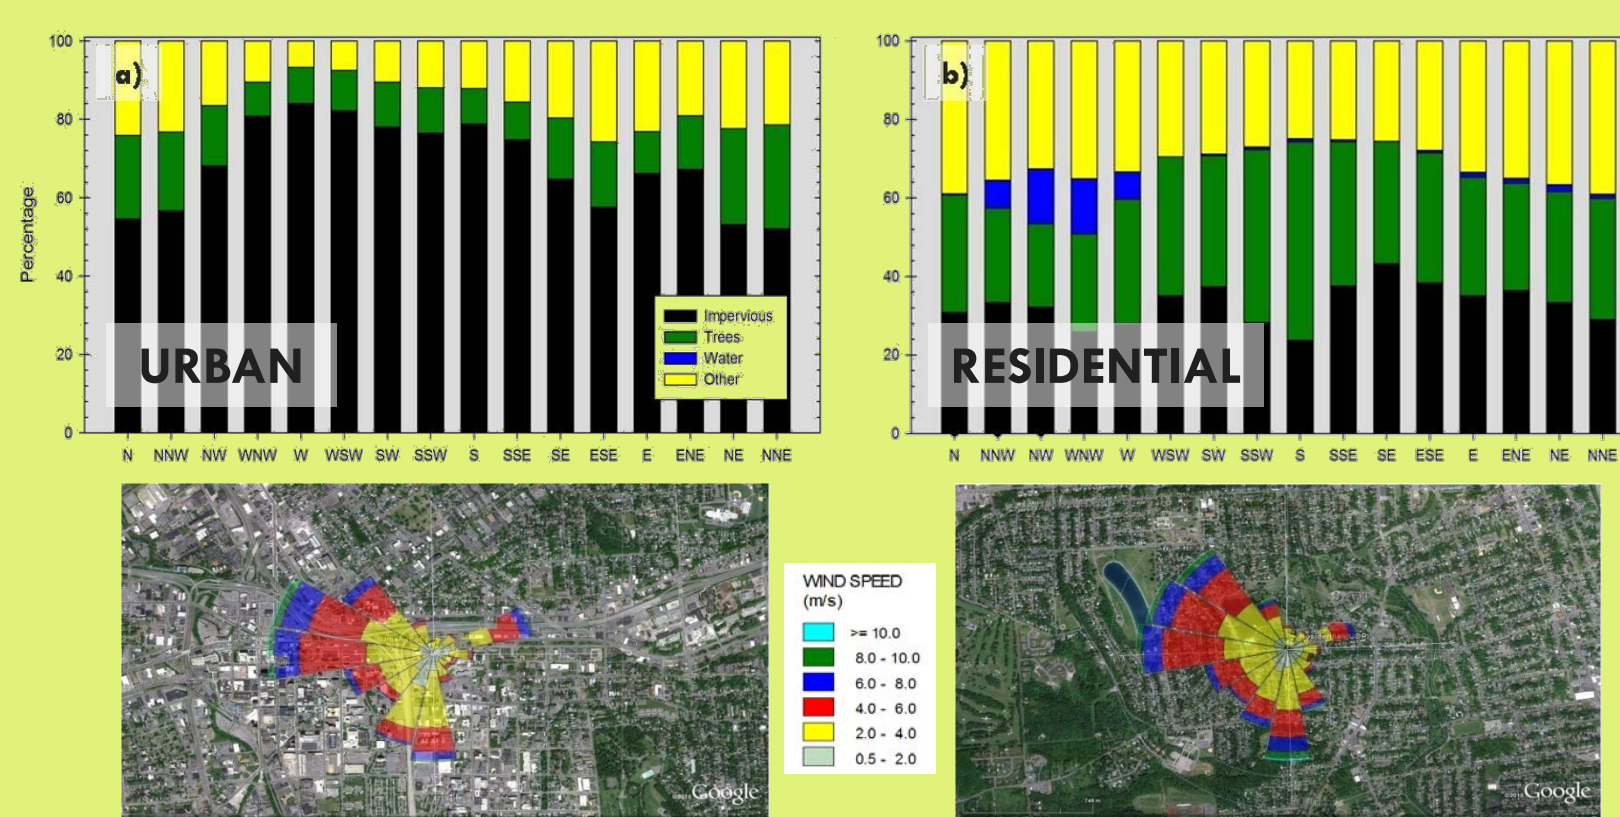 100
80
60
40
20
0
Percentage
a)
URBAN
Impervious
Trees
Water
Other
N NNW NW WNW W WSW SW SSW S SSE SE ESE E ENE NE NNE
100
80
60
40
20
0
b)
RESIDENTIAL
N NNW NW WNW W WSW SW SSW S SSE SE ESE E ENE NE NNE
Google
WIND SPEED
(m/s)
>= 10.0
8.0 - 10.0
6.0 - 8.0
4.0 - 6.0
2.0 - 4.0
0.5 - 2.0
Google